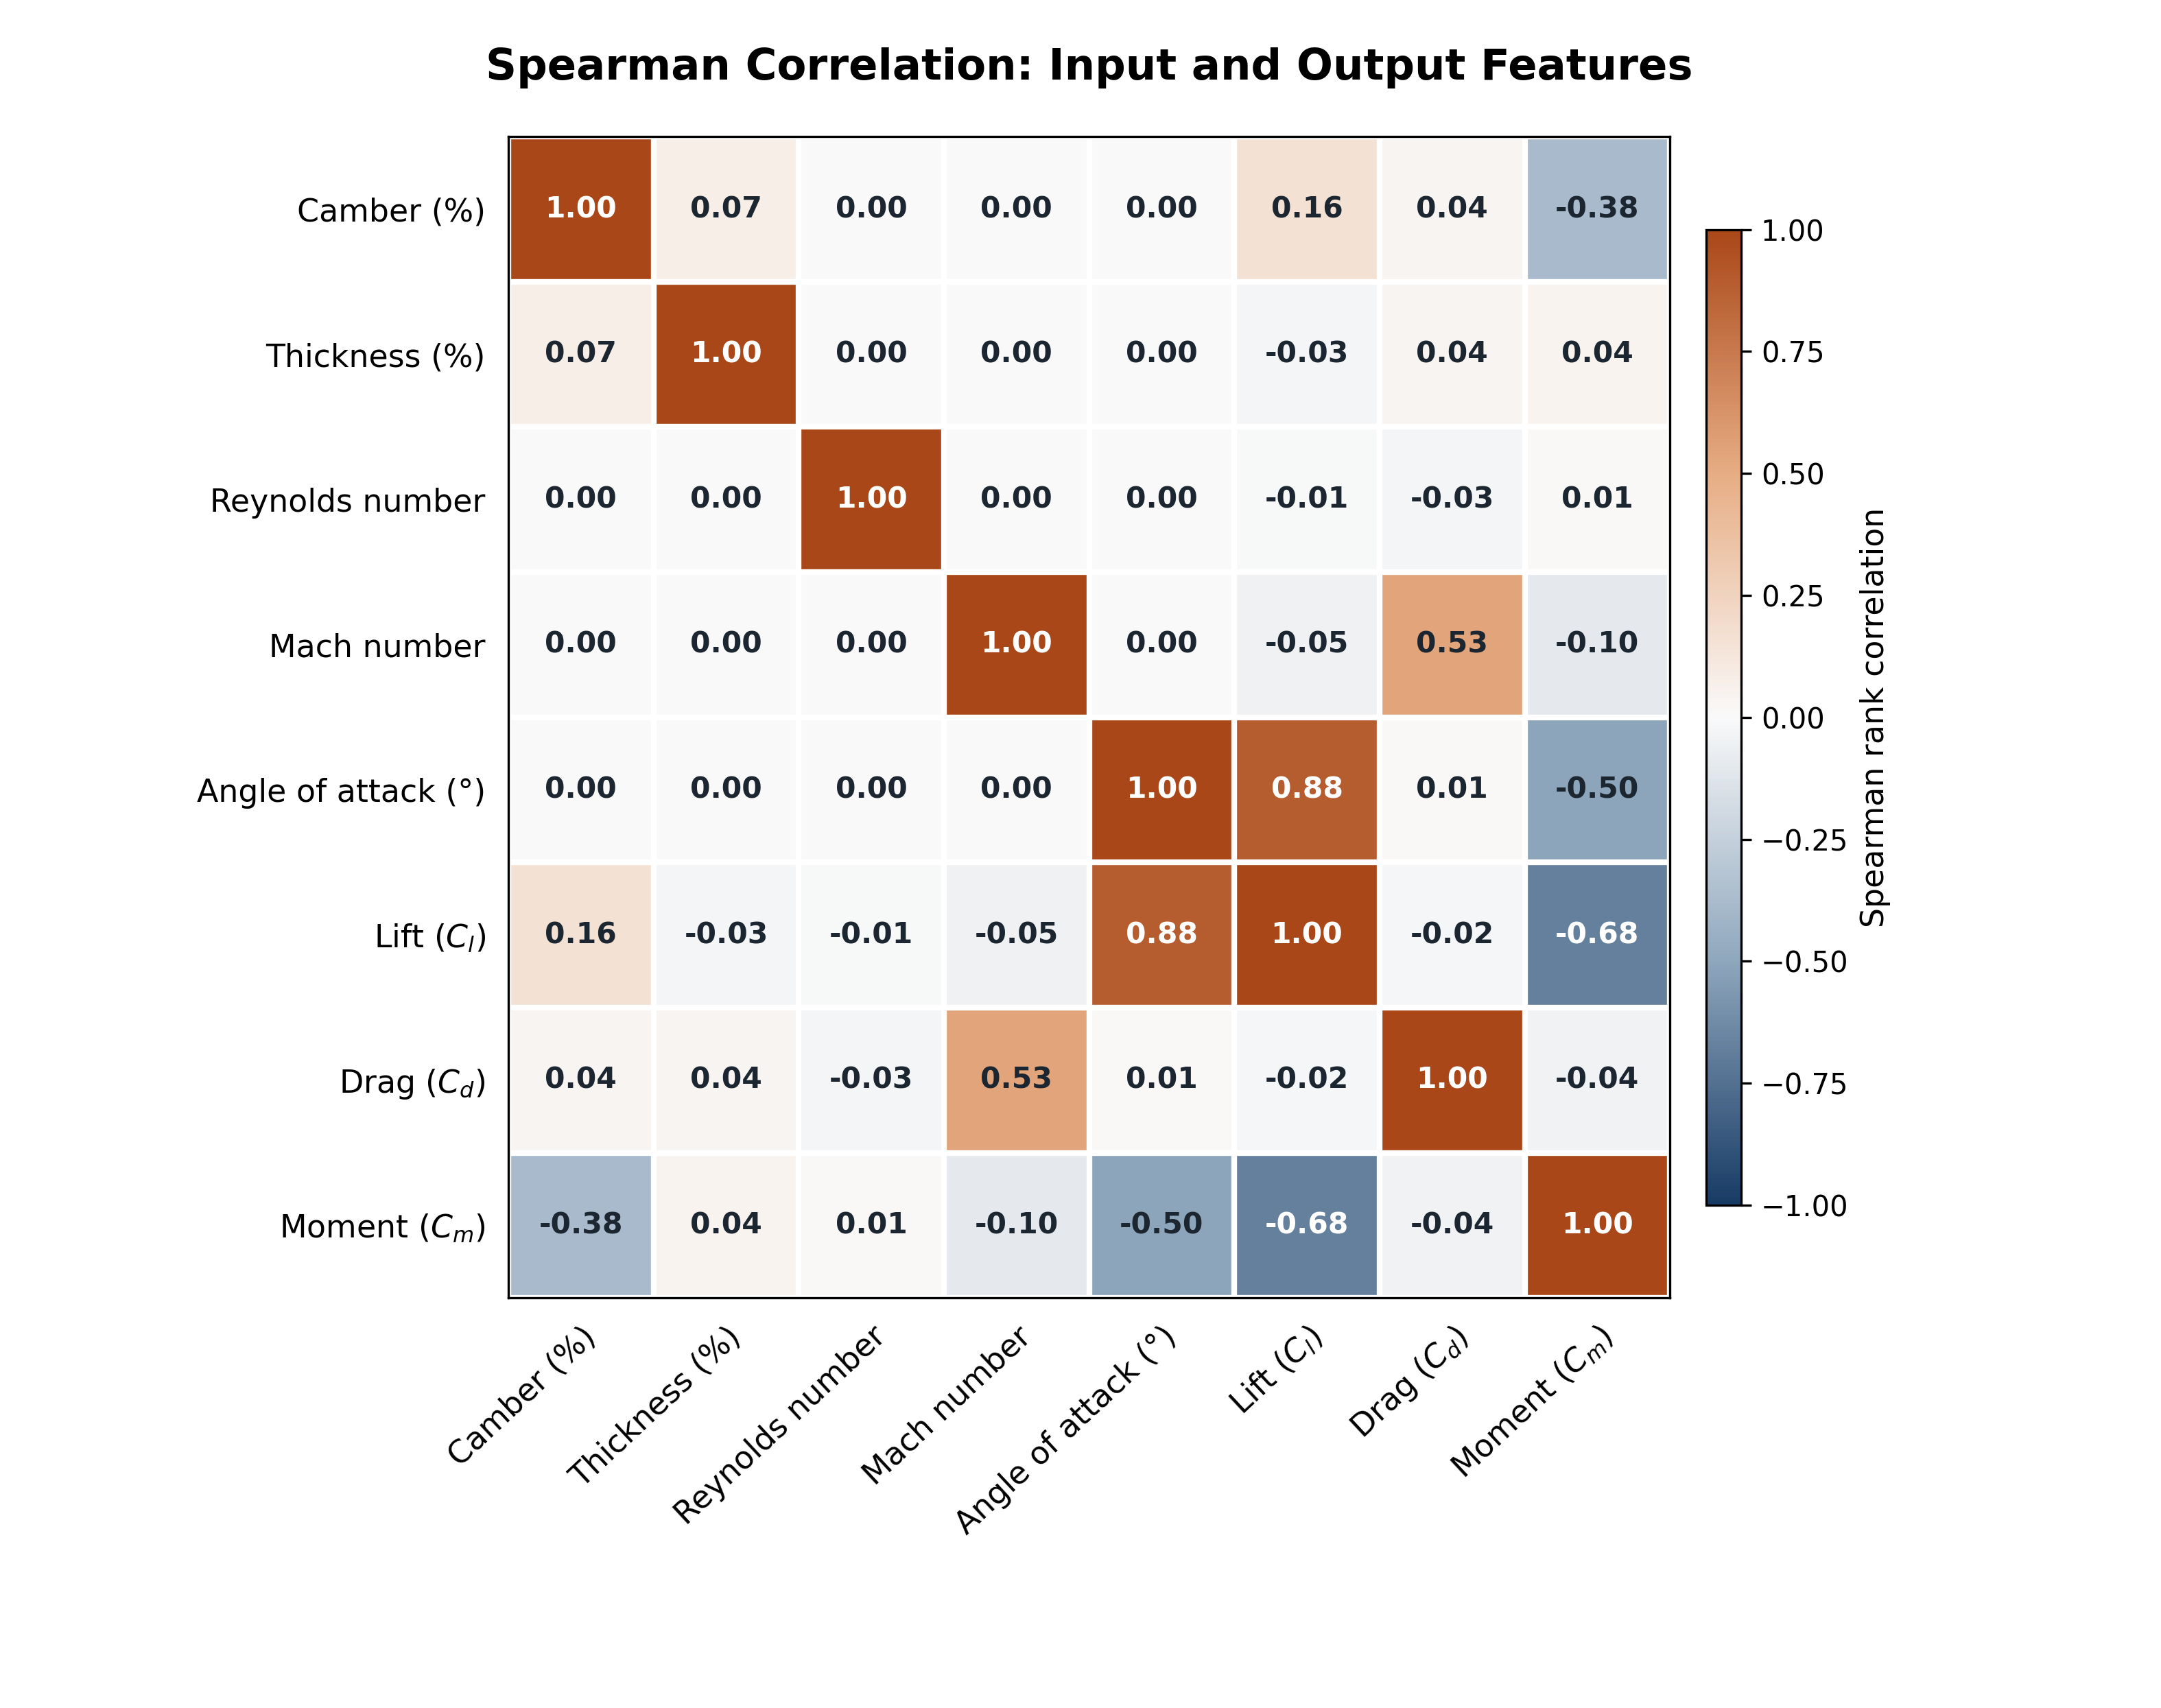 Spearman Correlation: Input and Output Features
Camber (%) 1.00 0.07 0.00 0.00 0.00 0.16 0.04 -0.38
Thickness (%) 0.07 1.00 0.00 0.00 0.00 -0.03 0.04 0.04
Reynolds number 0.00 0.00 1.00 0.00 0.00 -0.01 -0.03 0.01
Mach number 0.00 0.00 0.00 1.00 0.00 -0.05 0.53 -0.10
Angle of attack (°) 0.00 0.00 0.00 0.00 1.00 0.88 0.01 -0.50
Lift (C_l) 0.16 -0.03 -0.01 -0.05 0.88 1.00 -0.02 -0.68
Drag (C_d) 0.04 0.04 -0.03 0.53 0.01 -0.02 1.00 -0.04
Moment (C_m) -0.38 0.04 0.01 -0.10 -0.50 -0.68 -0.04 1.00
Camber (%)
Thickness (%)
Reynolds number
Mach number
Angle of attack (°)
Lift (C_l)
Drag (C_d)
Moment (C_m)
1.00
0.75
0.50
0.25
0.00
−0.25
−0.50
−0.75
−1.00
Spearman rank correlation